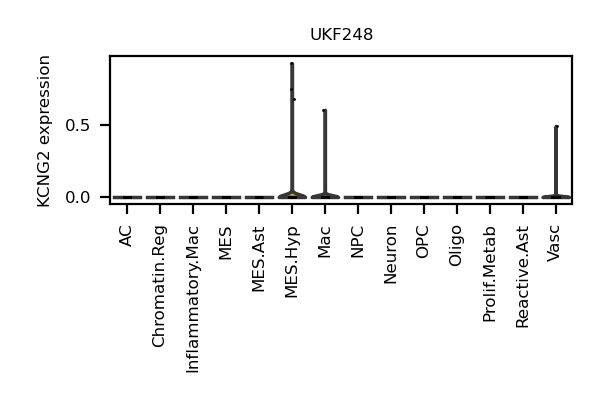 UKF248
KCNG2 expression
0.5
0.0
AC
Chromatin.Reg
Inflammatory.Mac
MES
MES.Ast
MES.Hyp
Mac
NPC
Neuron
OPC
Oligo
Prolif.Metab
Reactive.Ast
Vasc